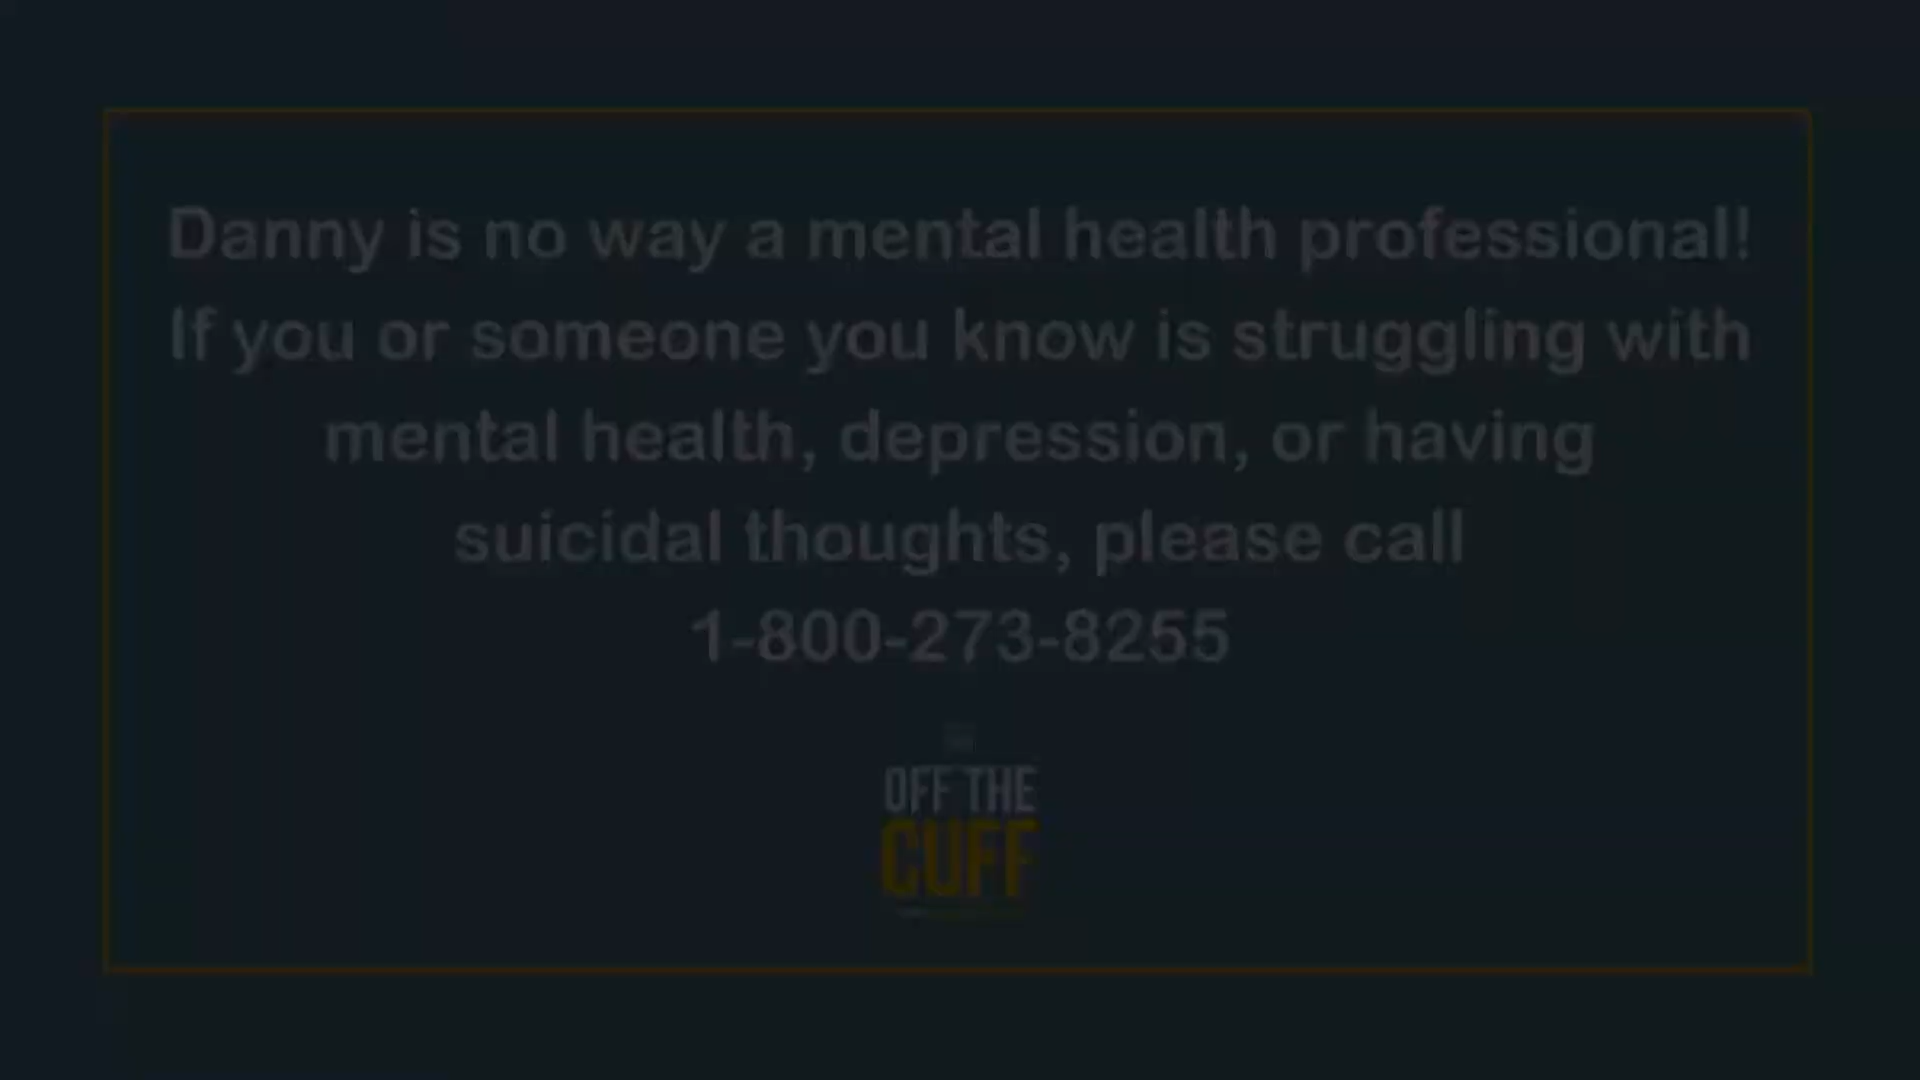 Danny is no way a mental health professional!
If you or someone you know is struggling with
mental health, depression, or having
suicidal thoughts, please call
1-800-273-8255
OFF THE
CUFF